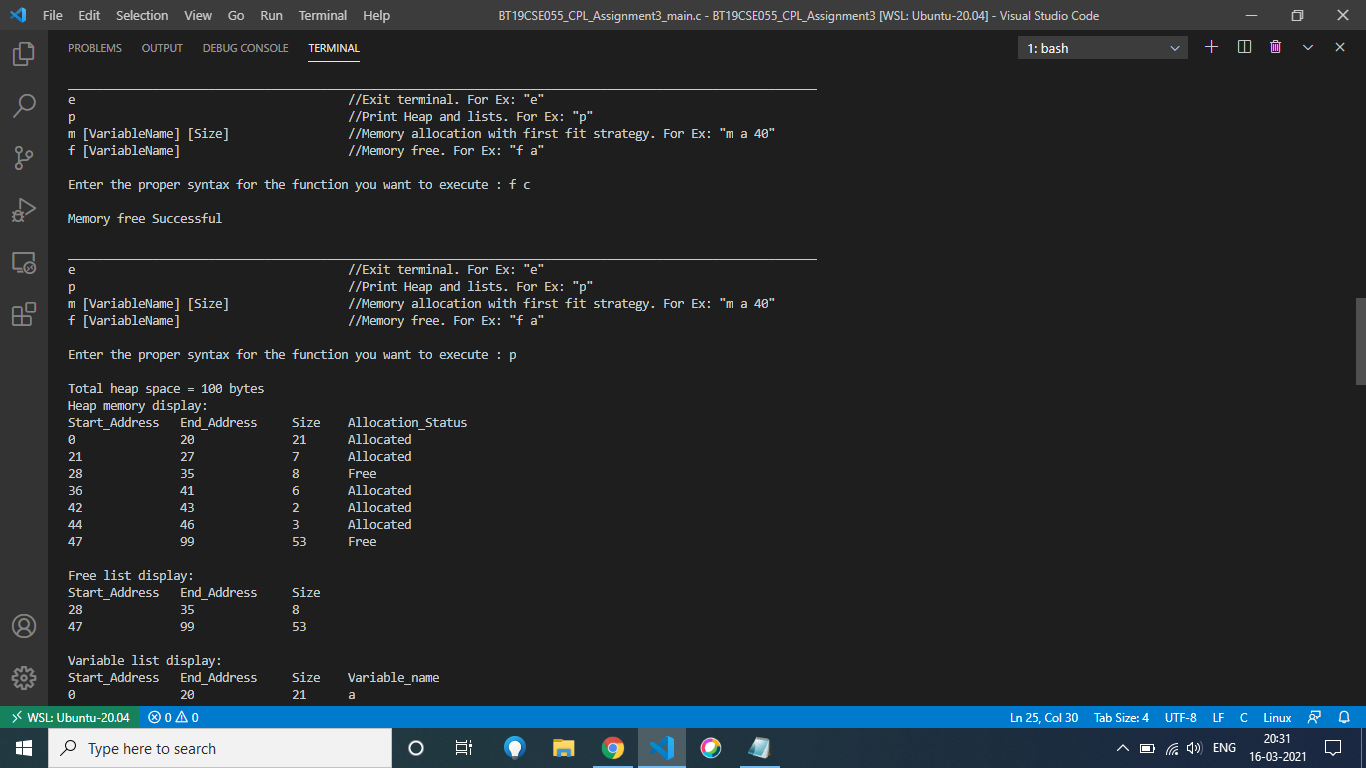 File Edit Selection View Go Run Terminal Help BT19CSE055_CPL_Assignment3_main.c - BT19CSE055_CPL_Assignment3 [WSL: Ubuntu-20.04] - Visual Studio Code
PROBLEMS OUTPUT DEBUG CONSOLE TERMINAL 1: bash
e //Exit terminal. For Ex: "e"
p //Print Heap and lists. For Ex: "p"
m [VariableName] [Size] //Memory allocation with first fit strategy. For Ex: "m a 40"
f [VariableName] //Memory free. For Ex: "f a"
Enter the proper syntax for the function you want to execute : f c
Memory free Successful
e //Exit terminal. For Ex: "e"
p //Print Heap and lists. For Ex: "p"
m [VariableName] [Size] //Memory allocation with first fit strategy. For Ex: "m a 40"
f [VariableName] //Memory free. For Ex: "f a"
Enter the proper syntax for the function you want to execute : p
Total heap space = 100 bytes
Heap memory display:
Start_Address End_Address Size Allocation_Status
0 20 21 Allocated
21 27 7 Allocated
28 35 8 Free
36 41 6 Allocated
42 43 2 Allocated
44 46 3 Allocated
47 99 53 Free
Free list display:
Start_Address End_Address Size
28 35 8
47 99 53
Variable list display:
Start_Address End_Address Size Variable_name
0 20 21 a
WSL: Ubuntu-20.04 0 0 Ln 25, Col 30 Tab Size: 4 UTF-8 LF C Linux
Type here to search ENG 20:31
16-03-2021